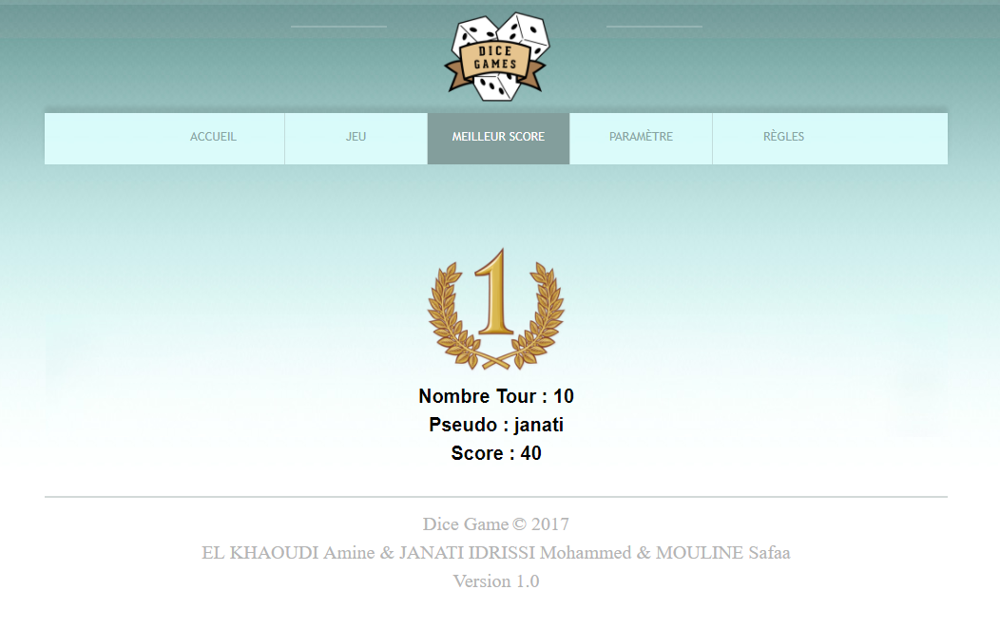 DICE
GAMES
ACCUEIL
JEU
MEILLEUR SCORE
PARAMÈTRE
RÈGLES
1
Nombre Tour : 10
Pseudo : janati
Score : 40
Dice Game © 2017
EL KHAOUDI Amine & JANATI IDRISSI Mohammed & MOULINE Safaa
Version 1.0